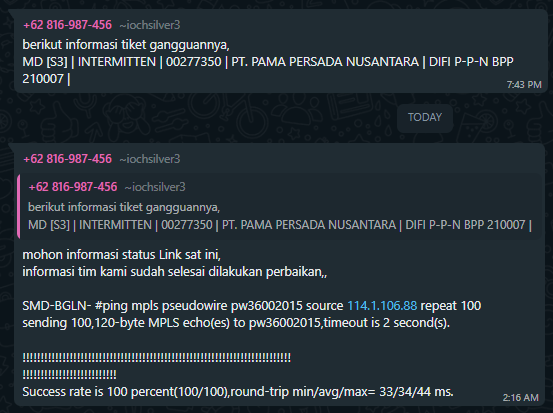 +62 816-987-456 ~iochsilver3
berikut informasi tiket gangguannya,
MD [S3] | INTERMITTEN | 00277350 | PT. PAMA PERSADA NUSANTARA | DIFI P-P-N BPP
210007 |
7:43 PM
TODAY
+62 816-987-456 ~iochsilver3
+62 816-987-456 ~iochsilver3
berikut informasi tiket gangguannya,
MD [S3] | INTERMITTEN | 00277350 | PT. PAMA PERSADA NUSANTARA | DIFI P-P-N BPP 210007 |
mohon informasi status Link sat ini,
informasi tim kami sudah selesai dilakukan perbaikan,,
SMD-BGLN- #ping mpls pseudowire pw36002015 source 114.1.106.88 repeat 100
sending 100,120-byte MPLS echo(es) to pw36002015,timeout is 2 second(s).
!!!!!!!!!!!!!!!!!!!!!!!!!!!!!!!!!!!!!!!!!!!!!!!!!!!!!!!!!!!!!!!!!!!!!!!!!!
!!!!!!!!!!!!!!!!!!!!!!!!!!
Success rate is 100 percent(100/100),round-trip min/avg/max= 33/34/44 ms.
2:16 AM